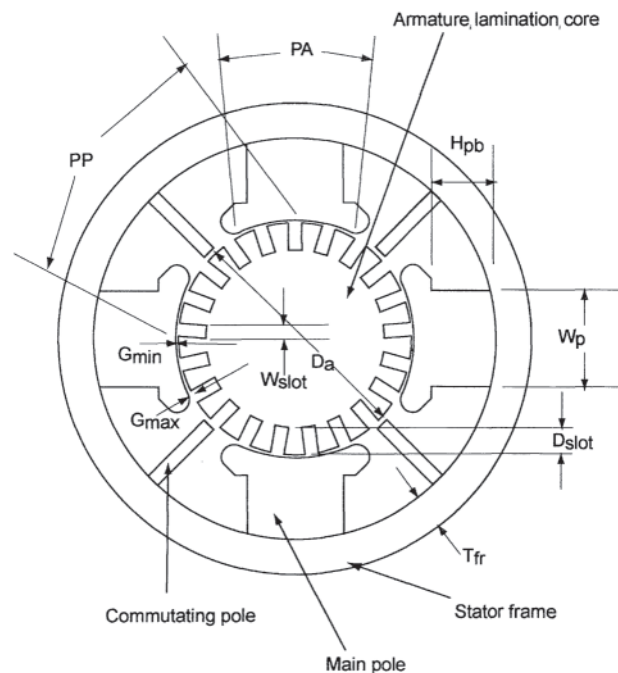 Armature, lamination, core
PA
PP
Hpb
Gmin
Da
Wp
Wslot
Gmax
Dslot
Tfr
Commutating pole
Stator frame
Main pole